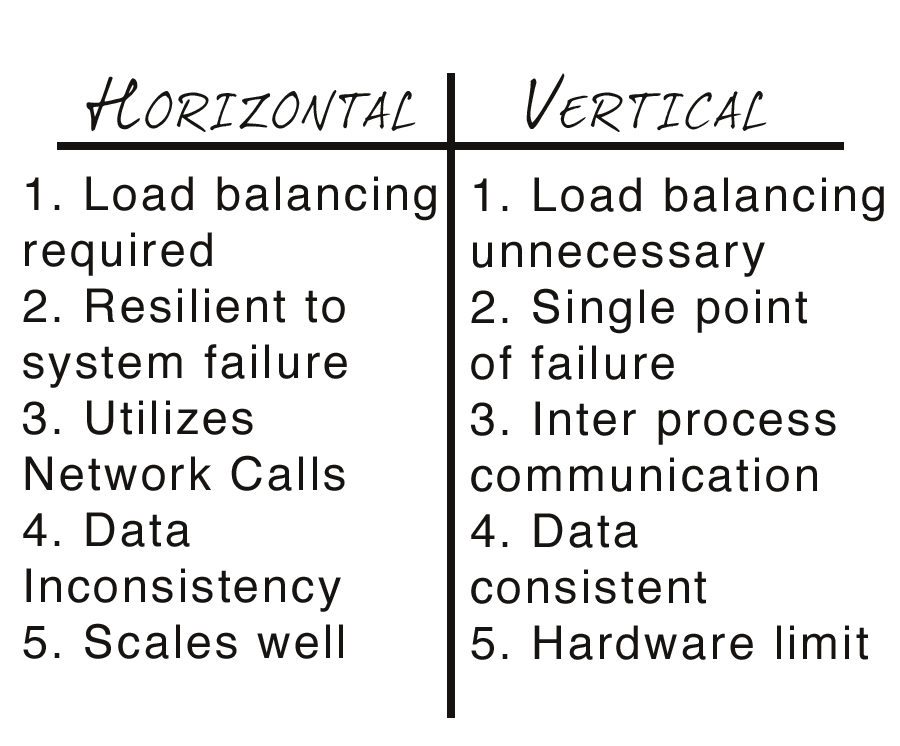 HORIZONTAL
1. Load balancing
required
2. Resilient to
system failure
3. Utilizes
Network Calls
4. Data
Inconsistency
5. Scales well
VERTICAL
1. Load balancing
unnecessary
2. Single point
of failure
3. Inter process
communication
4. Data
consistent
5. Hardware limit